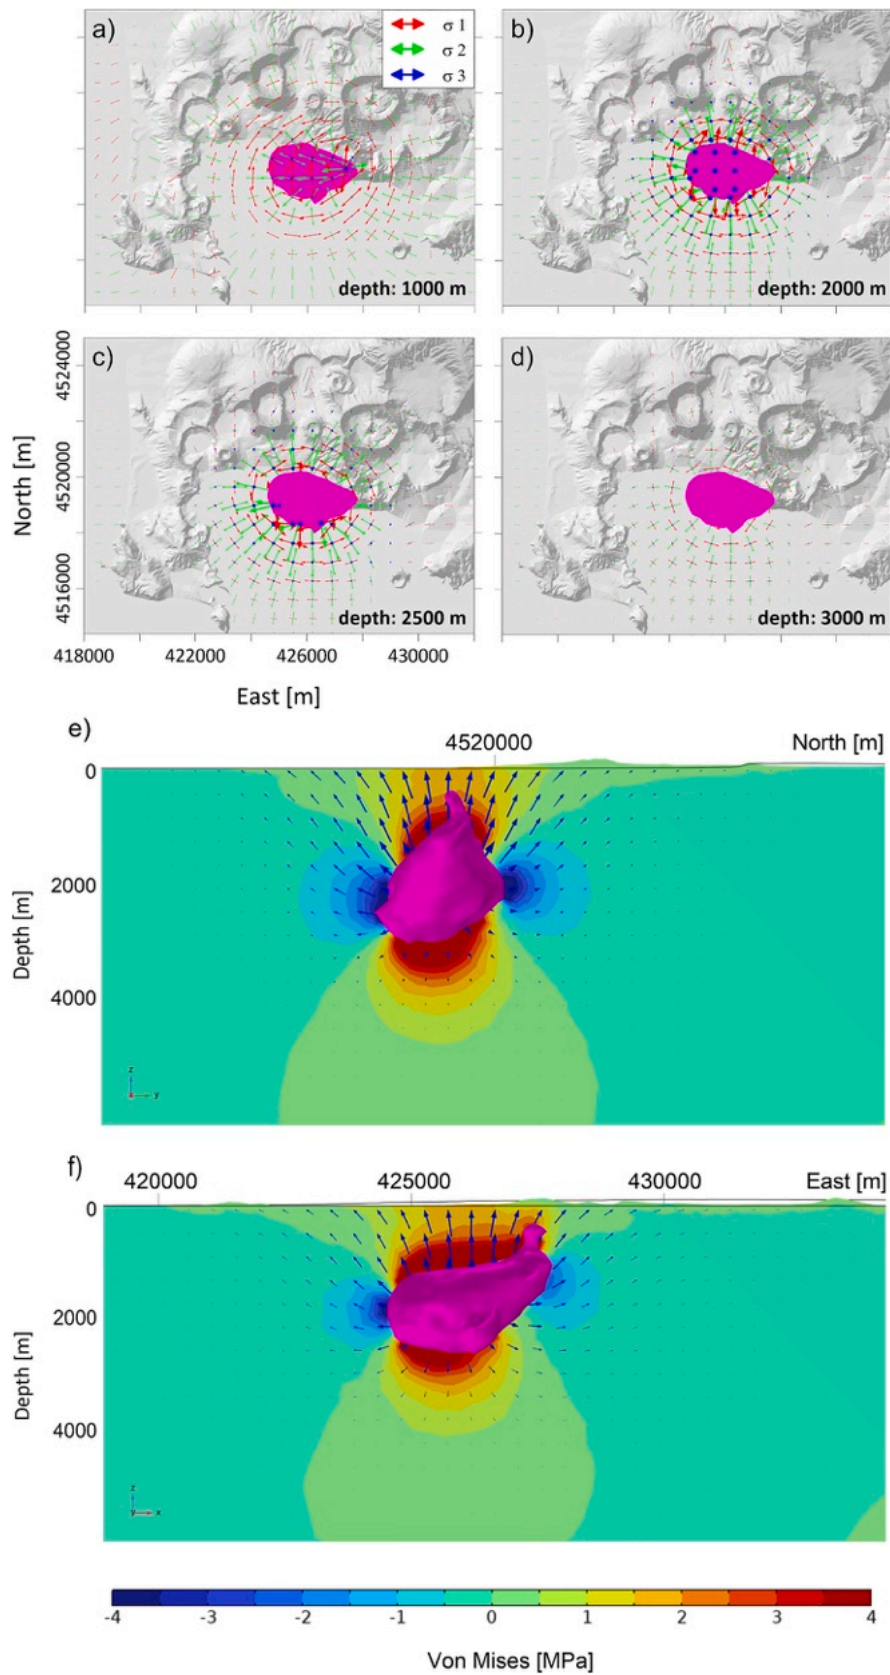 a)
σ 1
σ 2
σ 3
depth: 1000 m
b)
depth: 2000 m
c)
depth: 2500 m
d)
depth: 3000 m
North [m]
4524000
4520000
4516000
418000 422000 426000 430000
East [m]
e)
4520000 North [m]
0
2000
4000
Depth [m]
z
y
f)
420000 425000 430000 East [m]
0
2000
4000
Depth [m]
z
y x
-4 -3 -2 -1 0 1 2 3 4
Von Mises [MPa]